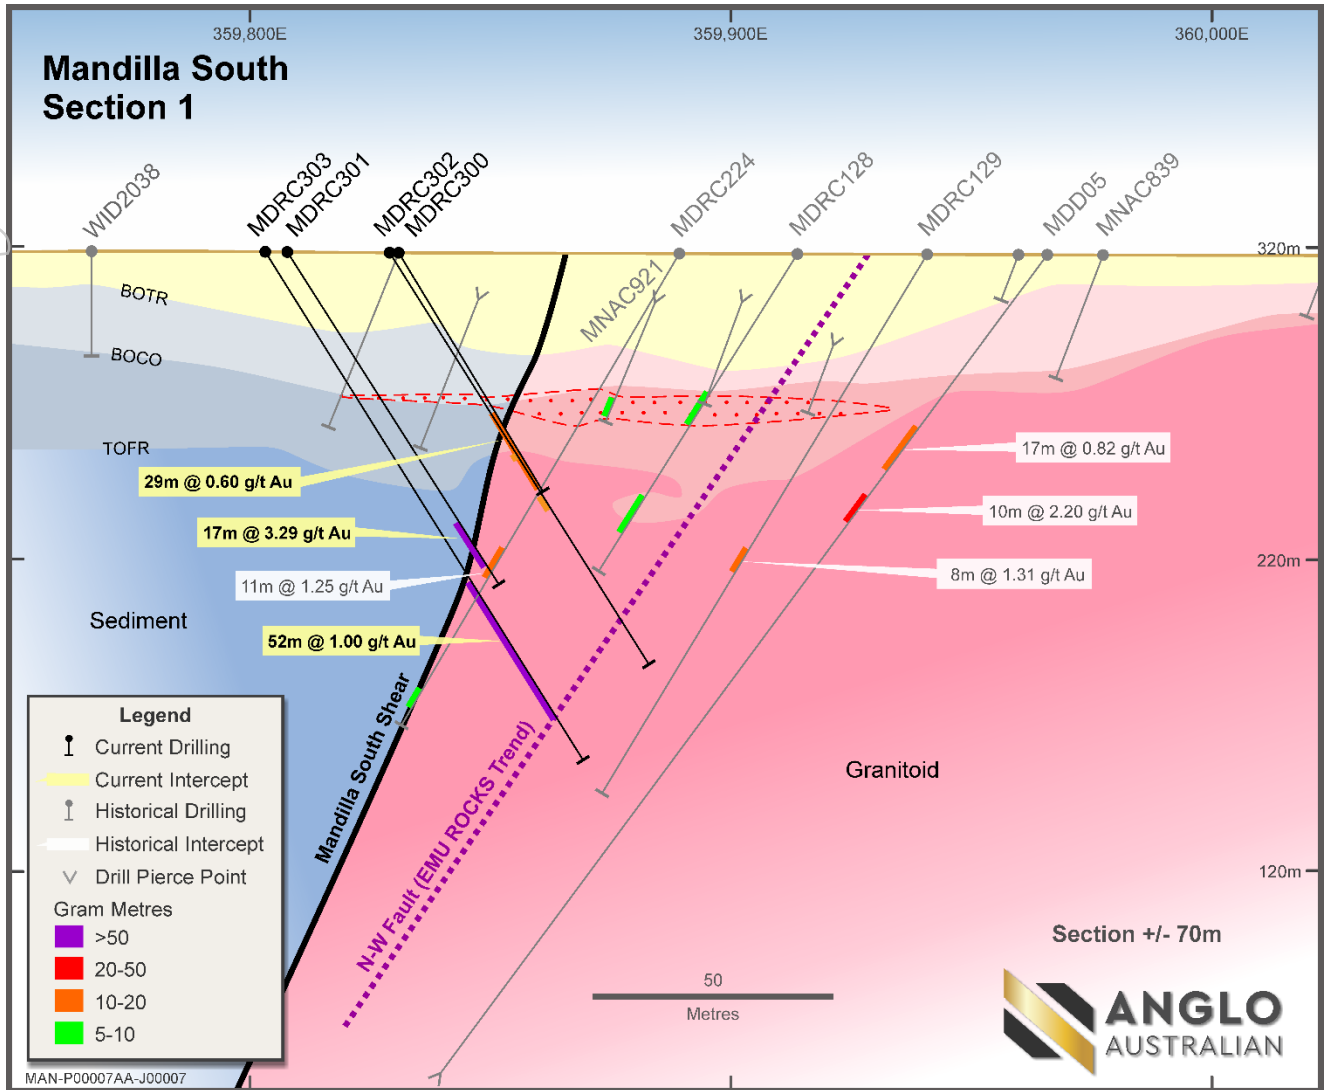 359,800E
359,900E
360,000E
Mandilla South
Section 1
WID2038
MDRC303
MDRC301
MDRC302
MDRC300
MDRC224
MDRC128
MDRC129
MDD05
MNAC839
MNAC921
320m
BOTR
BOCO
TOFR
29m @ 0.60 g/t Au
17m @ 3.29 g/t Au
11m @ 1.25 g/t Au
52m @ 1.00 g/t Au
17m @ 0.82 g/t Au
10m @ 2.20 g/t Au
8m @ 1.31 g/t Au
220m
Sediment
Granitoid
Mandilla South Shear
N-W Fault (EMU ROCKS Trend)
120m
Legend
Current Drilling
Current Intercept
Historical Drilling
Historical Intercept
Drill Pierce Point
Gram Metres
>50
20-50
10-20
5-10
Section +/- 70m
50
Metres
ANGLO
AUSTRALIAN
MAN-P00007AA-J00007